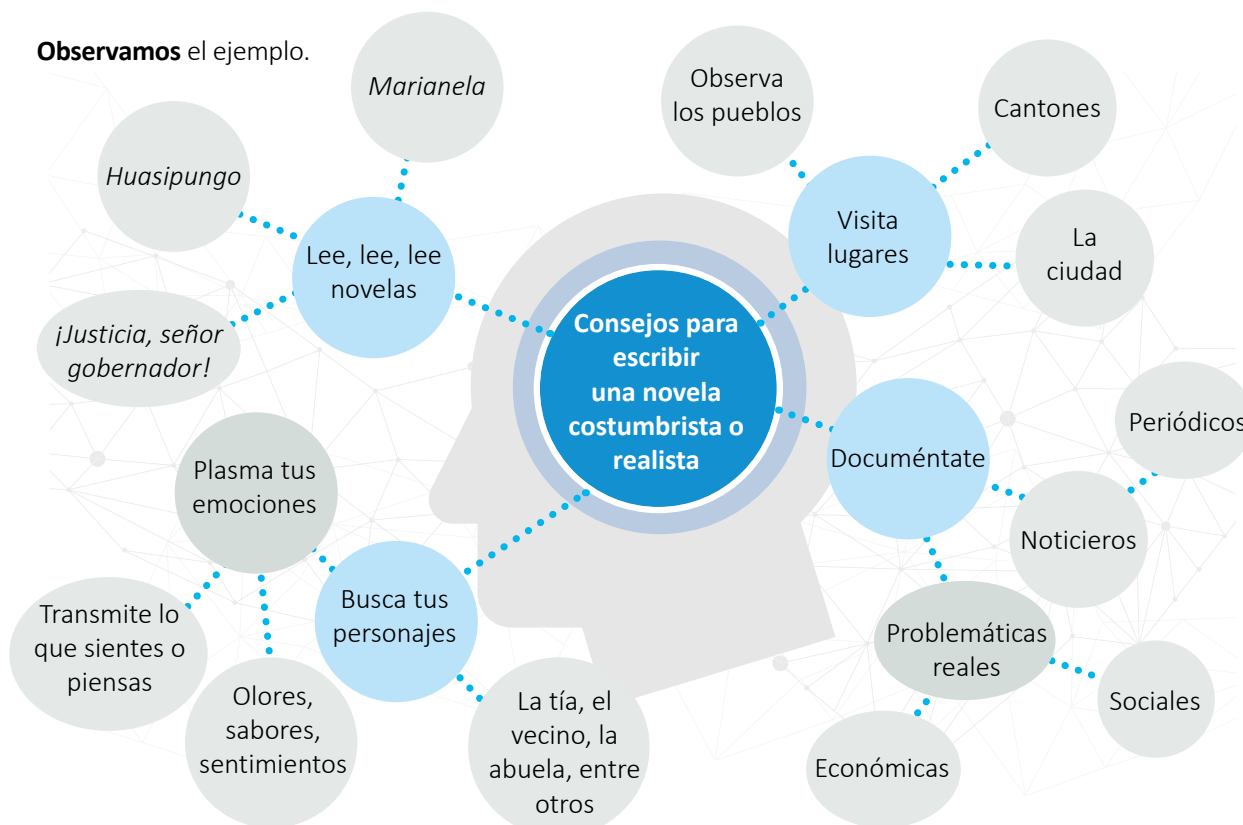 Observamos el ejemplo.
Marianela
Huasipungo
Lee, lee, lee
novelas
¡Justicia, señor
gobernador!
Observa
los pueblos
Cantones
Visita
lugares
La
ciudad
Consejos para
escribir
una novela
costumbrista o
realista
Documéntate
Periódicos
Noticieros
Problemáticas
reales
Sociales
Económicas
Plasma tus
emociones
Busca tus
personajes
Transmite lo
que sientes o
piensas
Olores,
sabores,
sentimientos
La tía, el
vecino, la
abuela, entre
otros